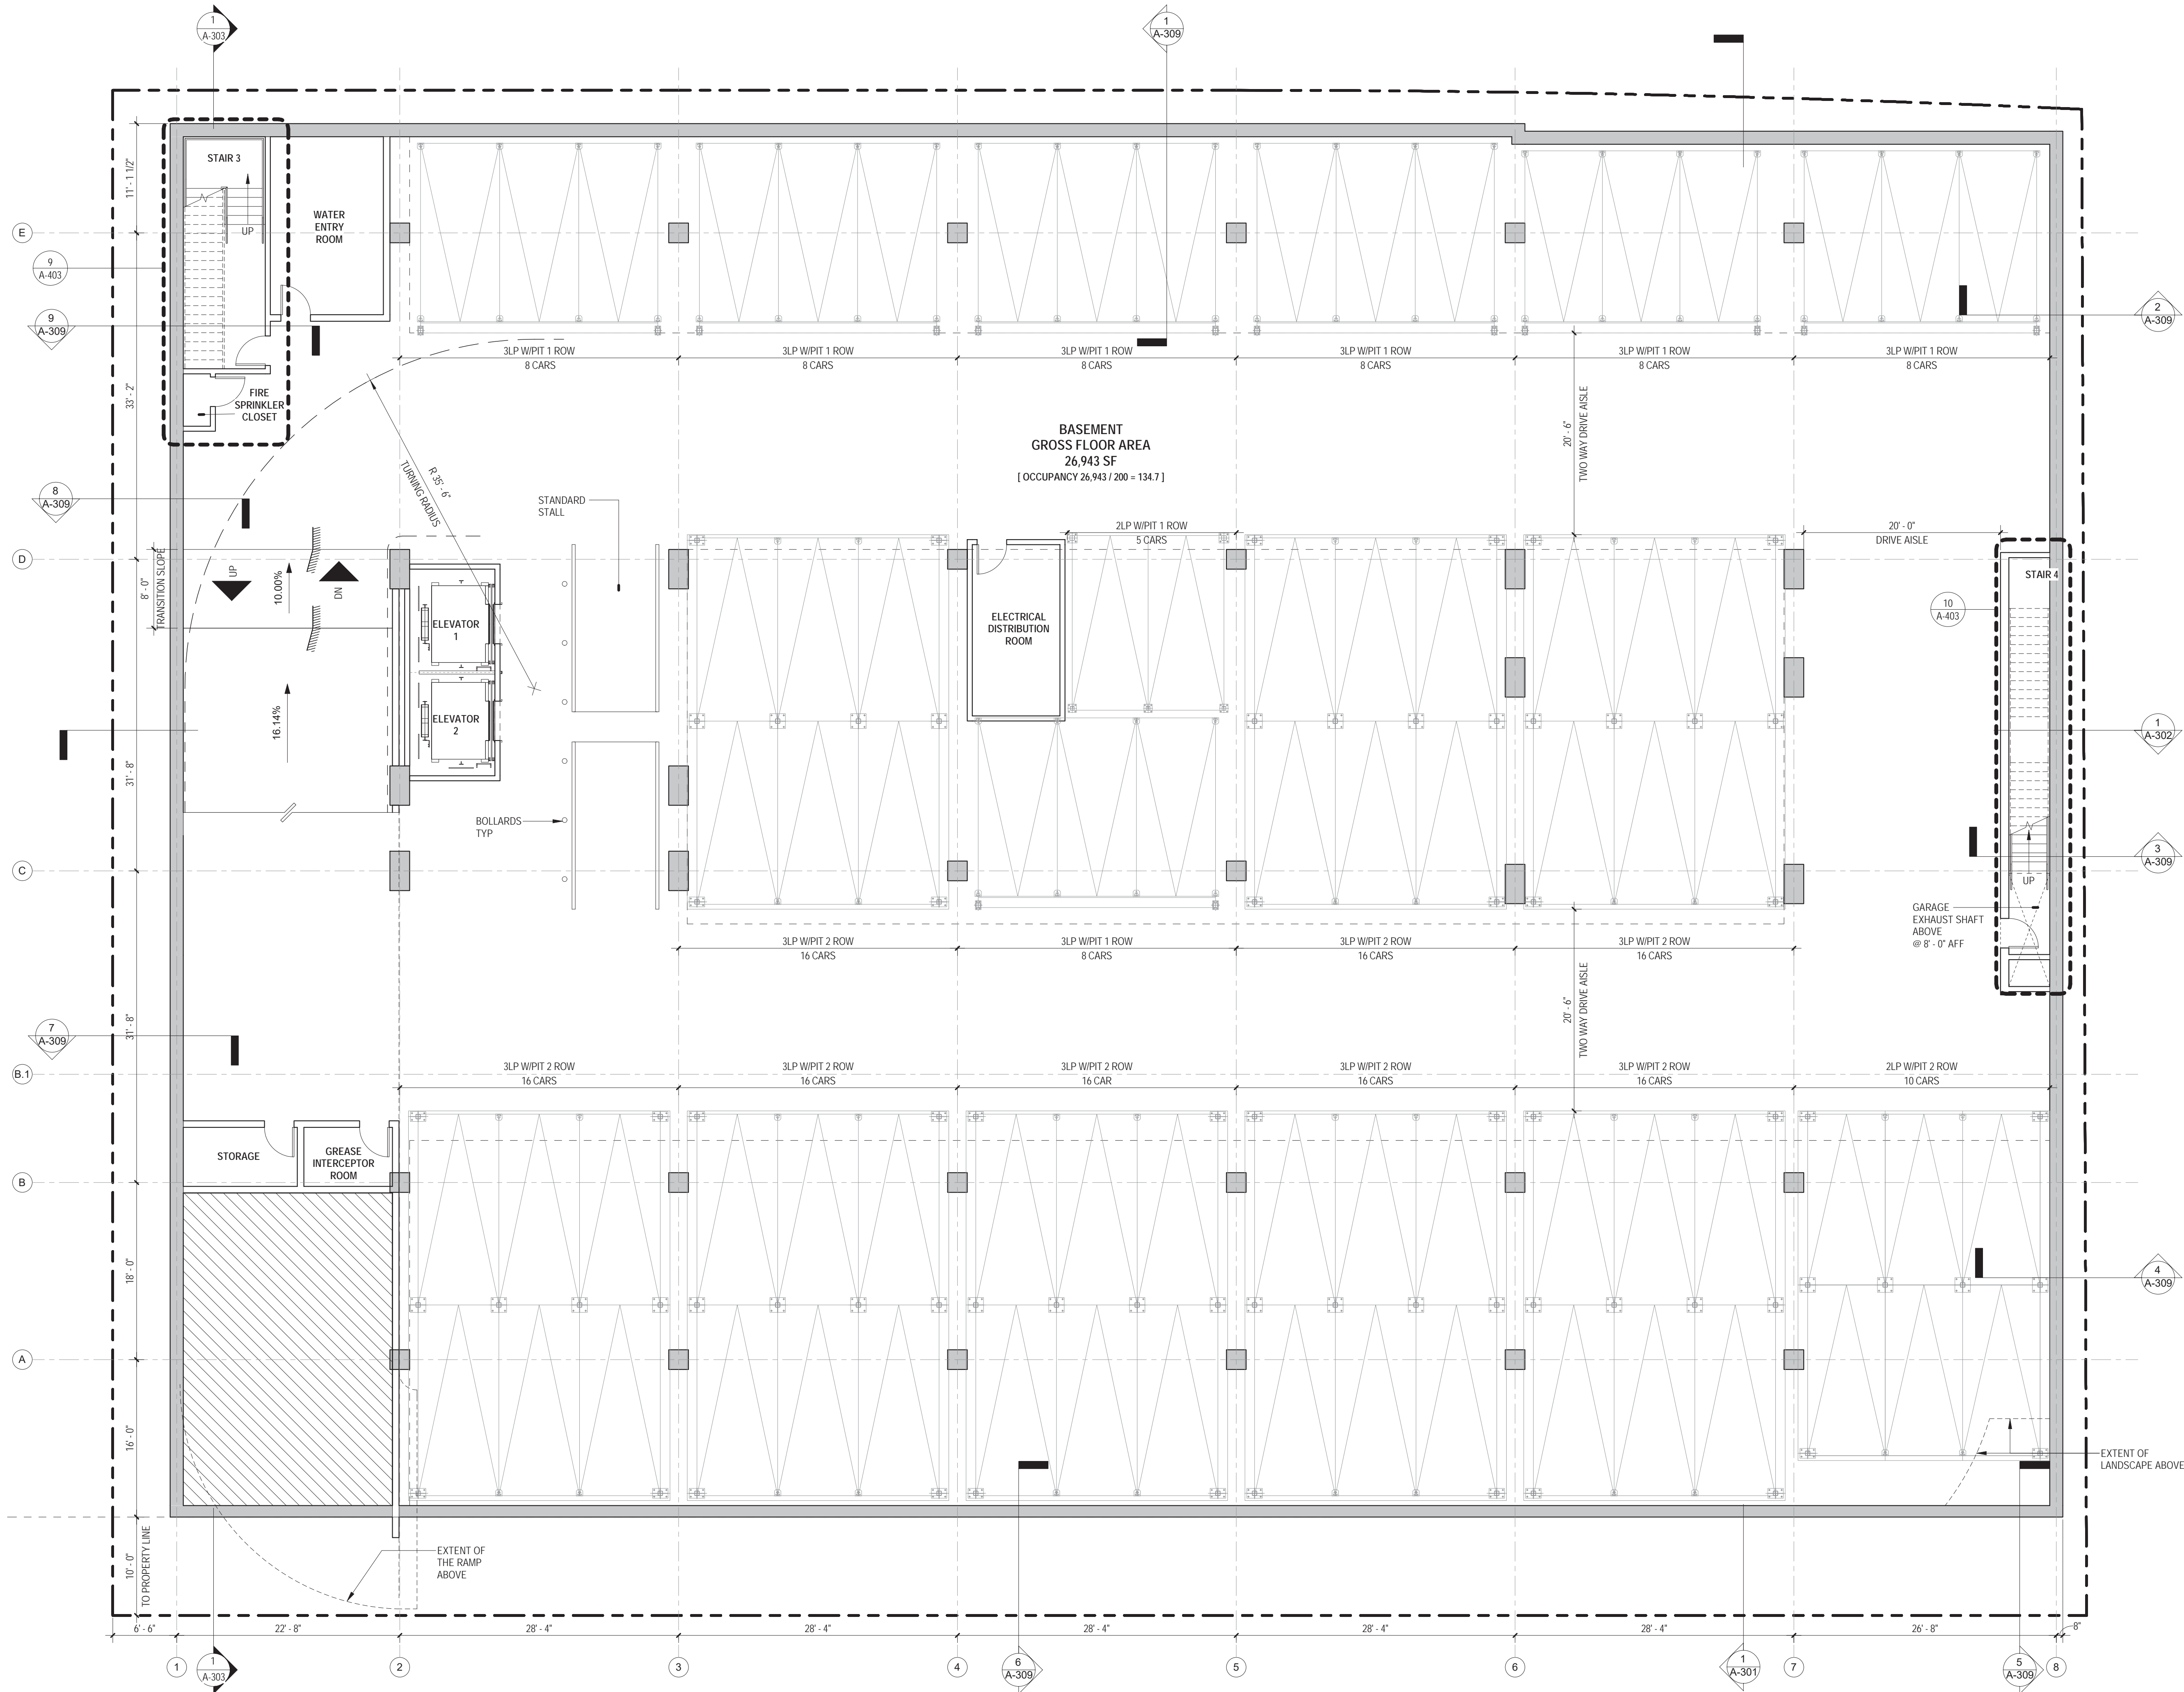 1
A-303
1
A-309
STAIR 3
UP
WATER
ENTRY
ROOM
11' - 1 1/2"
E
9
A-403
9
A-309
2
A-309
3LP W/PIT 1 ROW
8 CARS
3LP W/PIT 1 ROW
8 CARS
3LP W/PIT 1 ROW
8 CARS
3LP W/PIT 1 ROW
8 CARS
3LP W/PIT 1 ROW
8 CARS
3LP W/PIT 1 ROW
8 CARS
33' - 2"
FIRE
SPRINKLER
CLOSET
R 35' - 6"
TURNING RADIUS
BASEMENT
GROSS FLOOR AREA
26,943 SF
[ OCCUPANCY 26,943 / 200 = 134.7 ]
20' - 6"
TWO WAY DRIVE AISLE
8
A-309
STANDARD
STALL
2LP W/PIT 1 ROW
5 CARS
20' - 0"
DRIVE AISLE
D
8' - 0"
TRANSITION SLOPE
UP
10.00%
DN
STAIR 4
10
A-403
ELEVATOR
1
ELECTRICAL
DISTRIBUTION
ROOM
16.14%
ELEVATOR
2
1
A-302
31' - 8"
BOLLARDS
TYP
3
A-309
C
UP
GARAGE
EXHAUST SHAFT
ABOVE
@ 8' - 0" AFF
3LP W/PIT 2 ROW
16 CARS
3LP W/PIT 1 ROW
8 CARS
3LP W/PIT 2 ROW
16 CARS
3LP W/PIT 2 ROW
16 CARS
20' - 6"
TWO WAY DRIVE AISLE
31' - 8"
7
A-309
B.1
3LP W/PIT 2 ROW
16 CARS
3LP W/PIT 2 ROW
16 CARS
3LP W/PIT 2 ROW
16 CAR
3LP W/PIT 2 ROW
16 CARS
3LP W/PIT 2 ROW
16 CARS
2LP W/PIT 2 ROW
10 CARS
STORAGE
GREASE
INTERCEPTOR
ROOM
B
18' - 0"
4
A-309
A
16' - 0"
EXTENT OF
LANDSCAPE ABOVE
10' - 0"
TO PROPERTY LINE
EXTENT OF
THE RAMP
ABOVE
6' - 6"
22' - 8"
28' - 4"
28' - 4"
28' - 4"
28' - 4"
28' - 4"
26' - 8"
8"
1
1
A-303
2
3
4
6
A-309
5
6
1
A-301
7
5
A-309
8